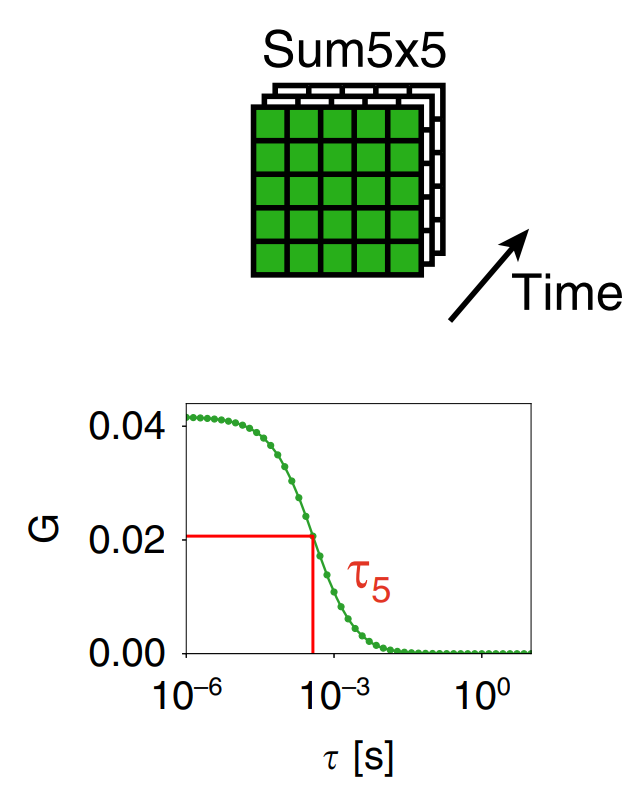 Sum5x5
Time
0.04
G
0.02
τ₅
0.00
10⁻⁶
10⁻³
10⁰
τ [s]